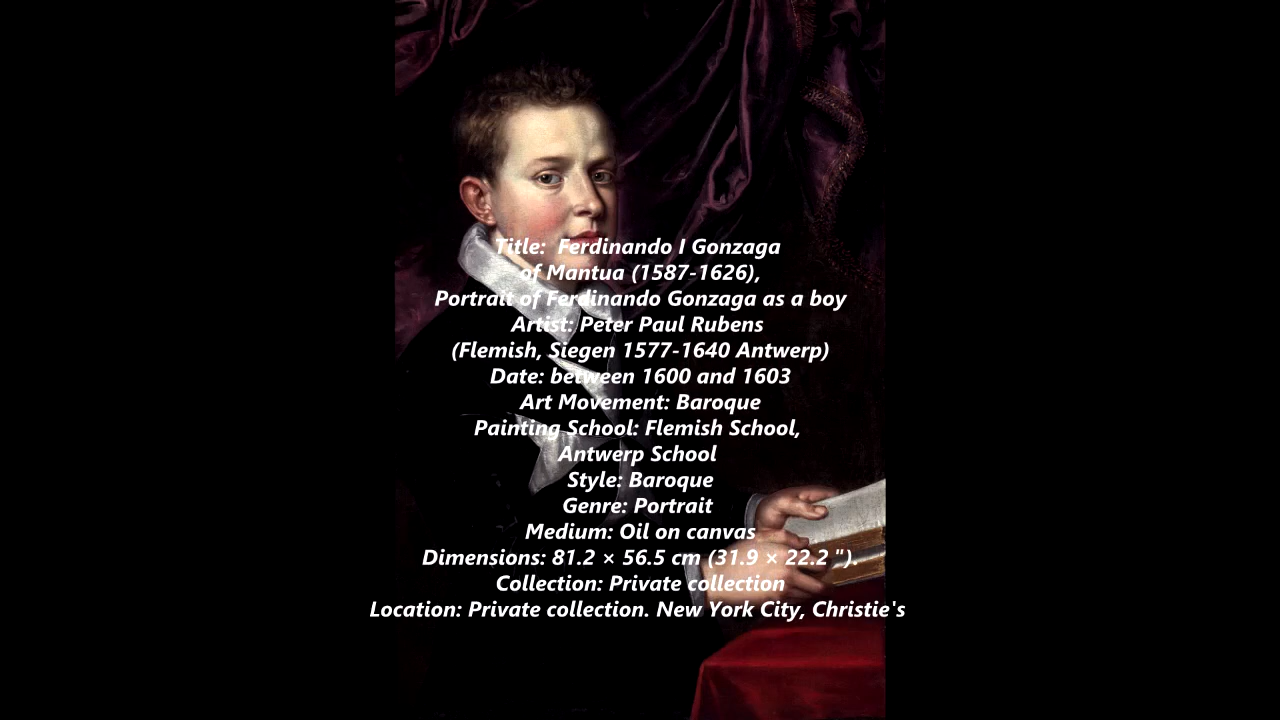 Title:  Ferdinando I Gonzaga
of Mantua (1587-1626),
Portrait of Ferdinando Gonzaga as a boy
Artist: Peter Paul Rubens
(Flemish, Siegen 1577-1640 Antwerp)
Date: between 1600 and 1603
Art Movement: Baroque
Painting School: Flemish School,
Antwerp School
Style: Baroque
Genre: Portrait
Medium: Oil on canvas
Dimensions: 81.2 × 56.5 cm (31.9 × 22.2 ").
Collection: Private collection
Location: Private collection. New York City, Christie's